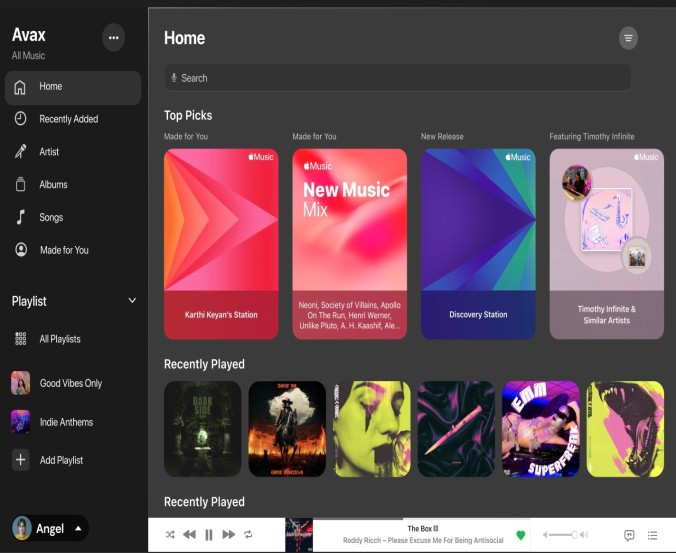 Avax
All Music
Home
Recently Added
Artist
Albums
Songs
Made for You
Playlist
All Playlists
Good Vibes Only
Indie Anthems
Add Playlist
Angel
Home
Search
Top Picks
Made for You
Made for You
New Release
Featuring Timothy Infinite
Music
Karthi Keyan's Station
Music
New Music
Mix
Neoni, Society of Villains, Apollo
On The Run, Henri Werner,
Unlike Pluto, A. H. Kaashif, Ale...
Music
Discovery Station
Music
Timothy Infinite &
Similar Artists
Recently Played
DARK
SIDE
EMM
SUPERFREAK
Recently Played
The Box
Roddy Ricch – Please Excuse Me For Being Antisocial